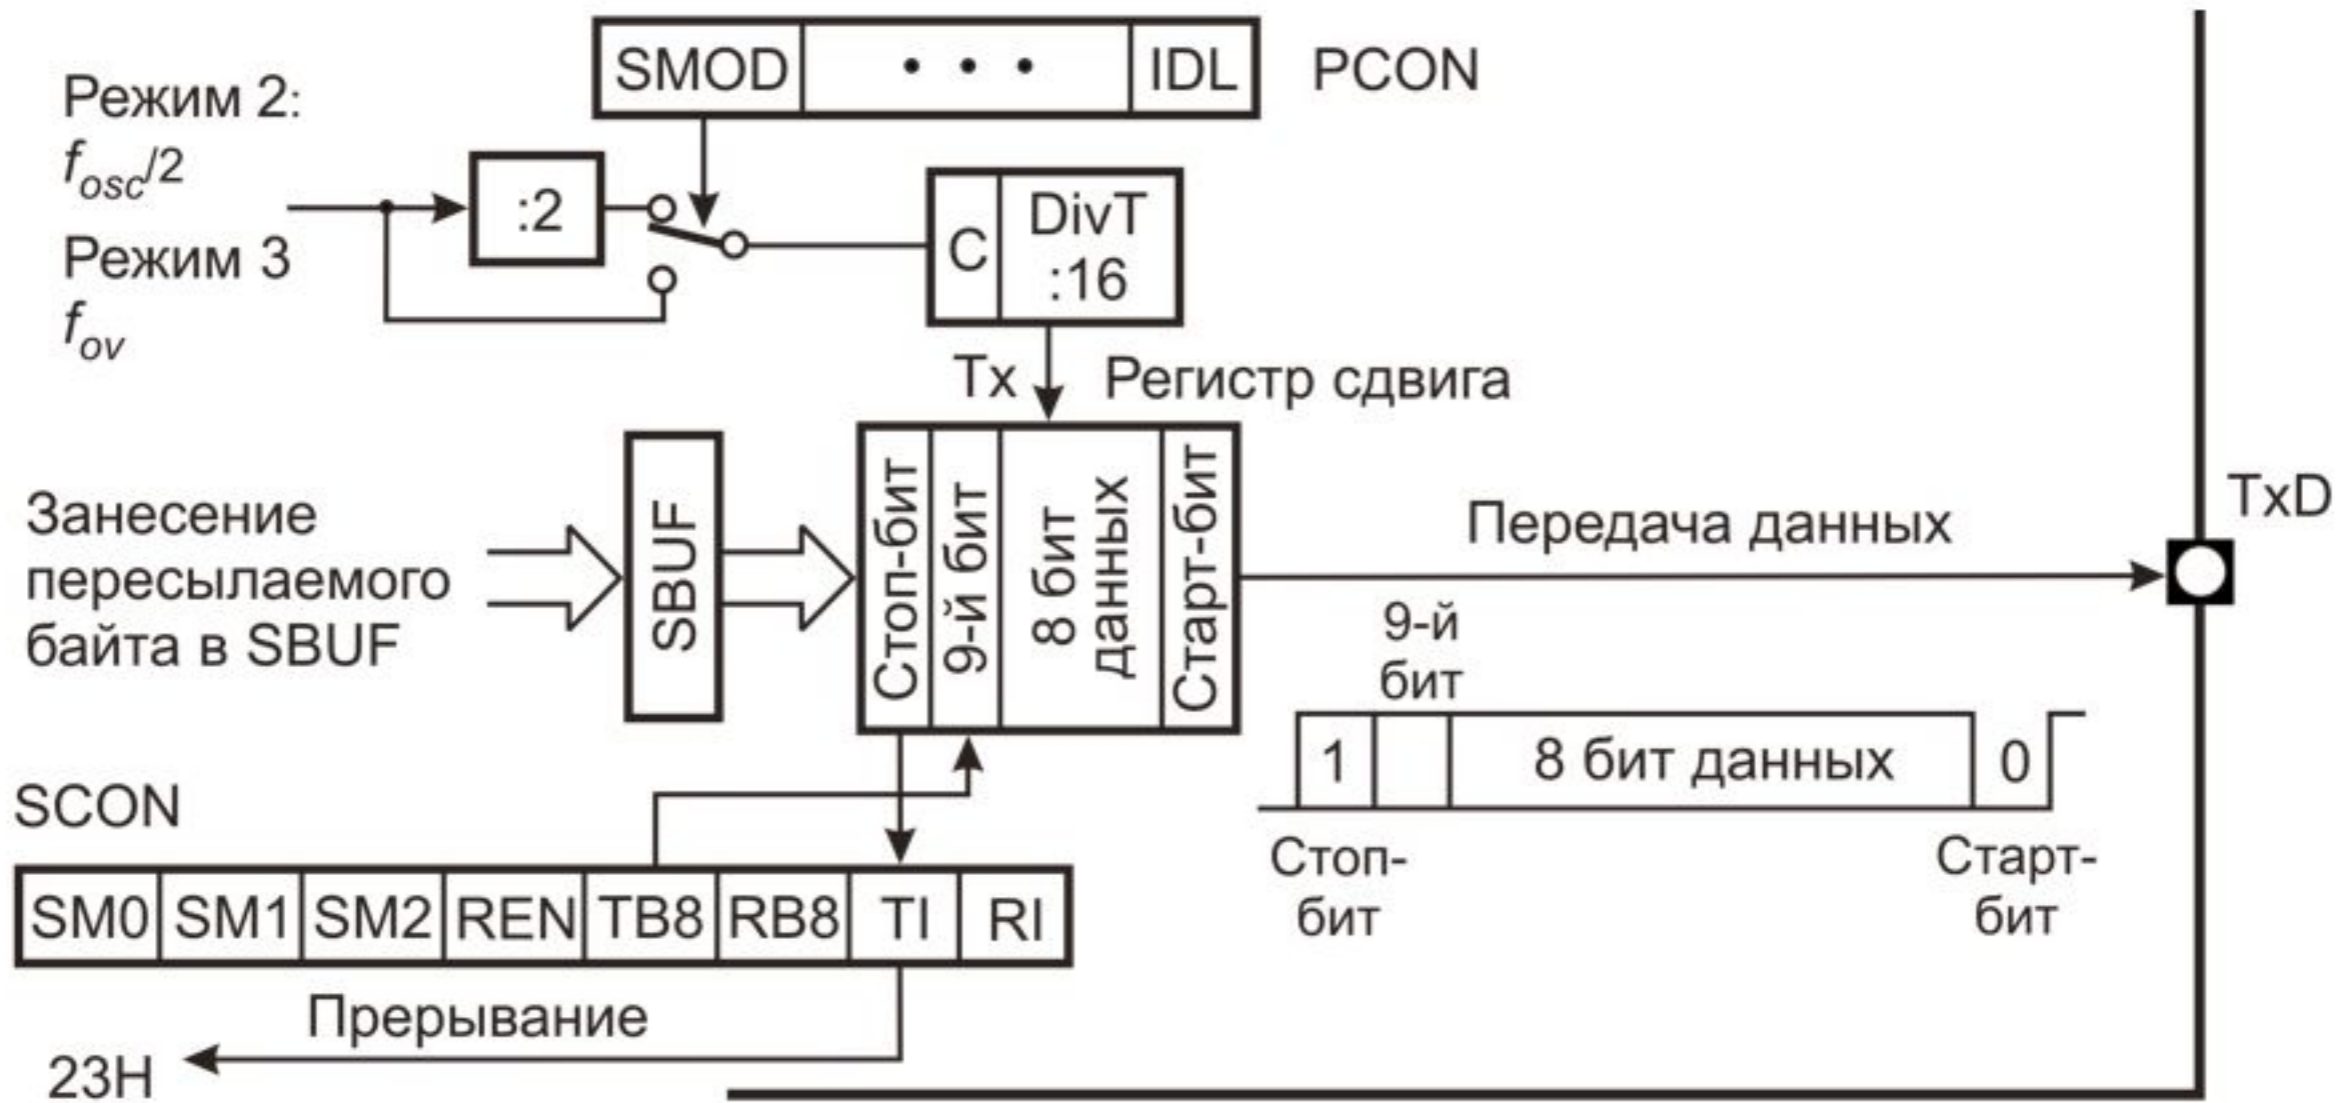 SMOD • • • IDL PCON
Режим 2:
fosc/2
:2
Режим 3
fov
C
DivT
:16
Tx
Регистр сдвига
Занесение
пересылаемого
байта в SBUF
SBUF
Стоп-бит
9-й бит
8 бит
данных
Старт-бит
Передача данных
TxD
9-й
бит
1 8 бит данных 0
Стоп-
бит
Старт-
бит
SCON
SM0 SM1 SM2 REN TB8 RB8 TI RI
Прерывание
23H